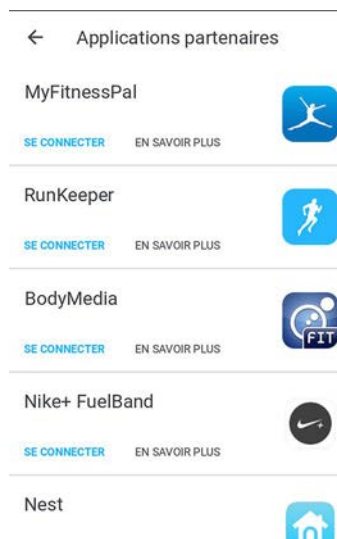 Applications partenaires
MyFitnessPal
SE CONNECTER EN SAVOIR PLUS
RunKeeper
SE CONNECTER EN SAVOIR PLUS
BodyMedia
FIT
SE CONNECTER EN SAVOIR PLUS
Nike+ FuelBand
SE CONNECTER EN SAVOIR PLUS
Nest